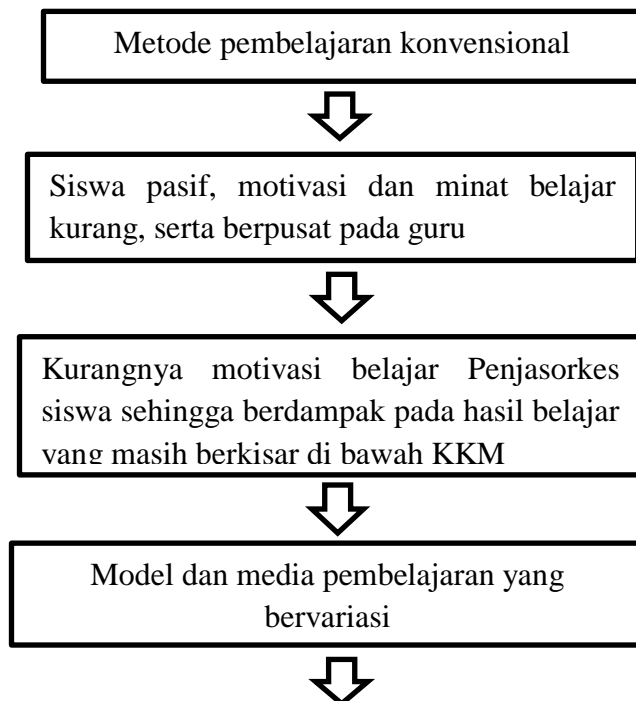 Metode pembelajaran konvensional
Siswa pasif, motivasi dan minat belajar
kurang, serta berpusat pada guru
Kurangnya motivasi belajar Penjasorkes
siswa sehingga berdampak pada hasil belajar
yang masih berkisar di bawah KKM
Model dan media pembelajaran yang
bervariasi